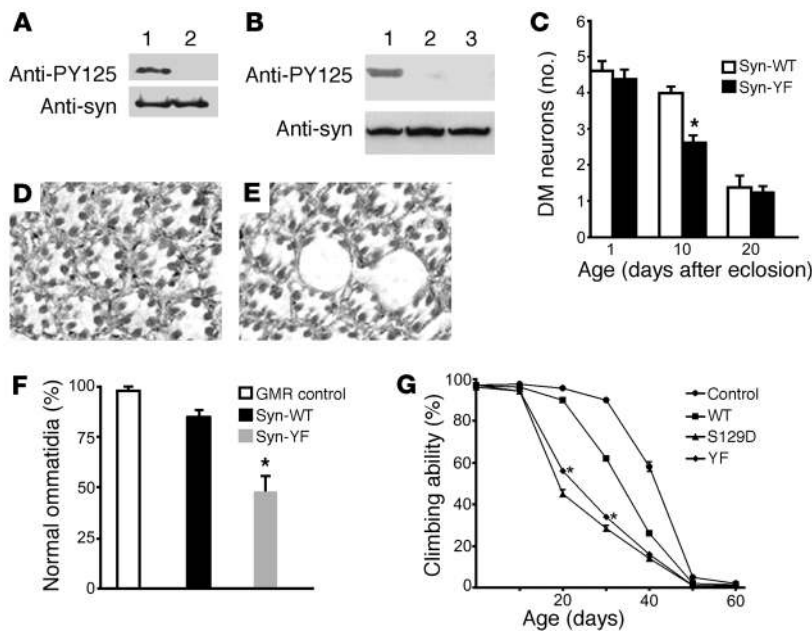 A
1 2
Anti-PY125
Anti-syn
B
1 2 3
Anti-PY125
Anti-syn
C
DM neurons (no.)
6
5
4
3
2
1
0
*
Syn-WT
Syn-YF
1 10 20
Age (days after eclosion)
D
E
F
Normal ommatidia (%)
100
75
50
25
0
*
GMR control
Syn-WT
Syn-YF
G
Climbing ability (%)
100
80
60
40
20
0
*
*
Control
WT
S129D
YF
20 40 60
Age (days)